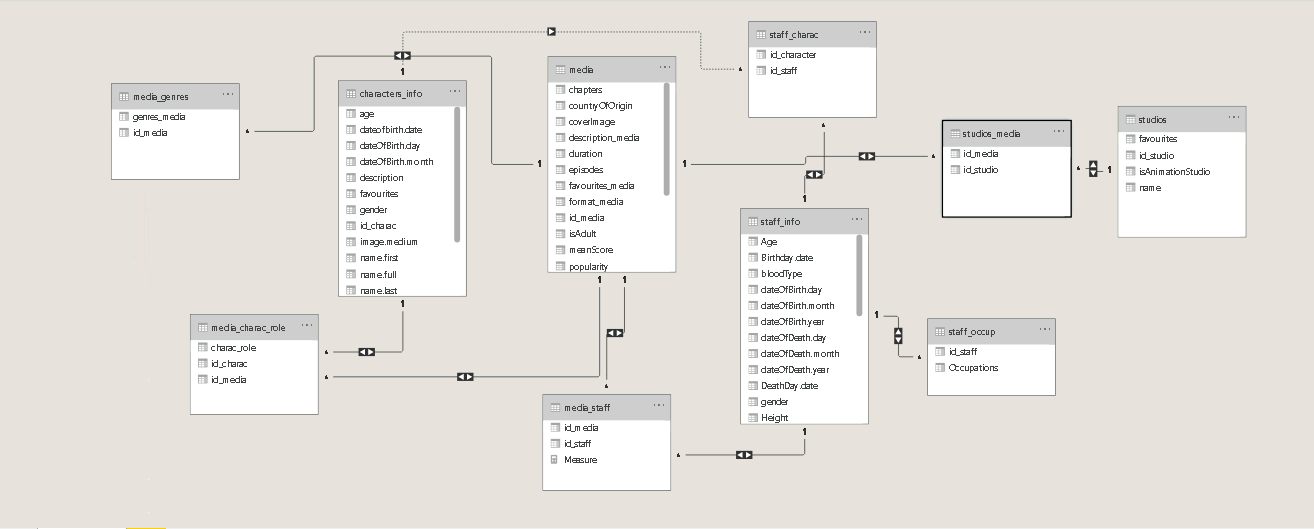 staff_charac
id_character
id_staff
media
chapters
countryOfOrigin
coverImage
description_media
duration
episodes
favourites_media
format_media
id_media
isAdult
meanScore
popularity
characters_info
age
dateofbirth.date
dateOfBirth.day
dateOfBirth.month
description
favourites
gender
id_charac
image.medium
name.first
name.full
name.last
media_genres
genres_media
id_media
studios_media
id_media
id_studio
studios
favourites
id_studio
isAnimationStudio
name
staff_info
Age
Birthday.date
bloodType
dateOfBirth.day
dateOfBirth.month
dateOfBirth.year
dateOfDeath.day
dateOfDeath.month
dateOfDeath.year
DeathDay.date
gender
Height
media_charac_role
charac_role
id_charac
id_media
staff_occup
id_staff
Occupations
media_staff
id_media
id_staff
Measure
1
1
1
1
1
1
1
1
1
1
*
*
*
*
*
*
*
*
*
*